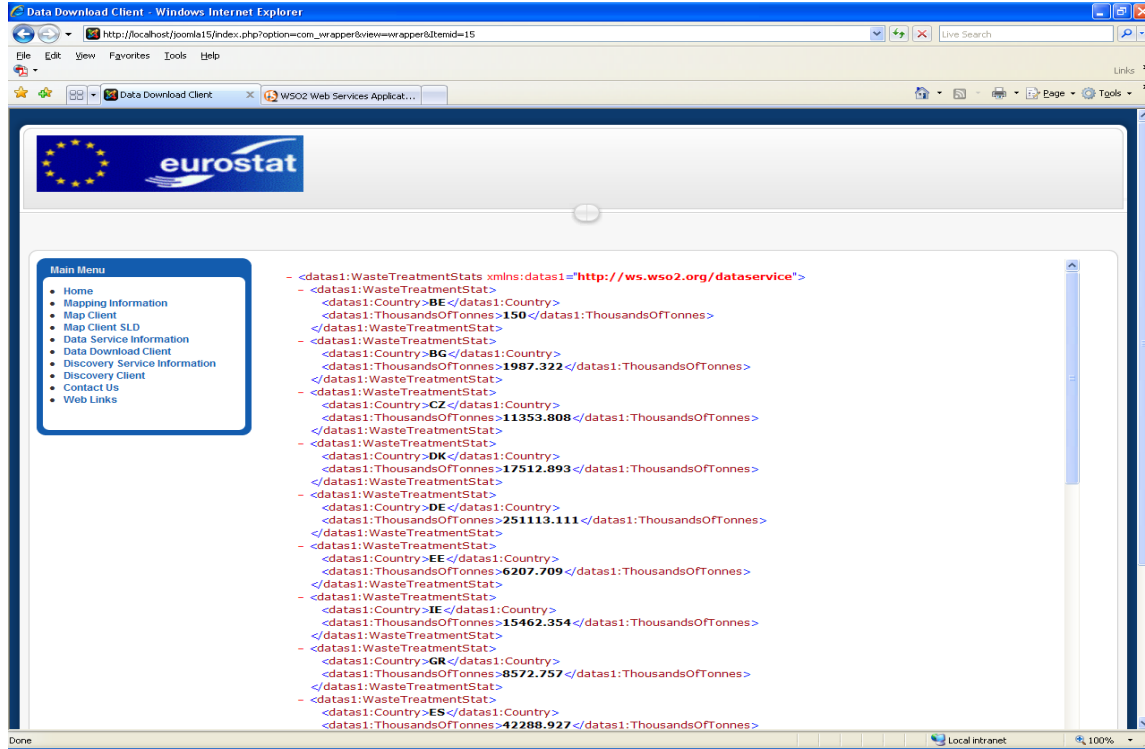 Data Download Client - Windows Internet Explorer
http://localhost/joomla15/index.php?option=com_wrapper&view=wrapper&Itemid=15
Live Search
File Edit View Favorites Tools Help
Links
Data Download Client
WSO2 Web Services Applicat...
Page
Tools
eurostat
Main Menu
Home
Mapping Information
Map Client
Map Client SLD
Data Service Information
Data Download Client
Discovery Service Information
Discovery Client
Contact Us
Web Links
- <datas1:WasteTreatmentStats xmlns:datas1="http://ws.wso2.org/dataservice">
- <datas1:WasteTreatmentStat>
<datas1:Country>BE</datas1:Country>
<datas1:ThousandsOfTonnes>150</datas1:ThousandsOfTonnes>
</datas1:WasteTreatmentStat>
- <datas1:WasteTreatmentStat>
<datas1:Country>BG</datas1:Country>
<datas1:ThousandsOfTonnes>1987.322</datas1:ThousandsOfTonnes>
</datas1:WasteTreatmentStat>
- <datas1:WasteTreatmentStat>
<datas1:Country>CZ</datas1:Country>
<datas1:ThousandsOfTonnes>11353.808</datas1:ThousandsOfTonnes>
</datas1:WasteTreatmentStat>
- <datas1:WasteTreatmentStat>
<datas1:Country>DK</datas1:Country>
<datas1:ThousandsOfTonnes>17512.893</datas1:ThousandsOfTonnes>
</datas1:WasteTreatmentStat>
- <datas1:WasteTreatmentStat>
<datas1:Country>DE</datas1:Country>
<datas1:ThousandsOfTonnes>251113.111</datas1:ThousandsOfTonnes>
</datas1:WasteTreatmentStat>
- <datas1:WasteTreatmentStat>
<datas1:Country>EE</datas1:Country>
<datas1:ThousandsOfTonnes>6207.709</datas1:ThousandsOfTonnes>
</datas1:WasteTreatmentStat>
- <datas1:WasteTreatmentStat>
<datas1:Country>IE</datas1:Country>
<datas1:ThousandsOfTonnes>15462.354</datas1:ThousandsOfTonnes>
</datas1:WasteTreatmentStat>
- <datas1:WasteTreatmentStat>
<datas1:Country>GR</datas1:Country>
<datas1:ThousandsOfTonnes>8572.757</datas1:ThousandsOfTonnes>
</datas1:WasteTreatmentStat>
- <datas1:WasteTreatmentStat>
<datas1:Country>ES</datas1:Country>
<datas1:ThousandsOfTonnes>42288.927</datas1:ThousandsOfTonnes>
Done
Local intranet
100%